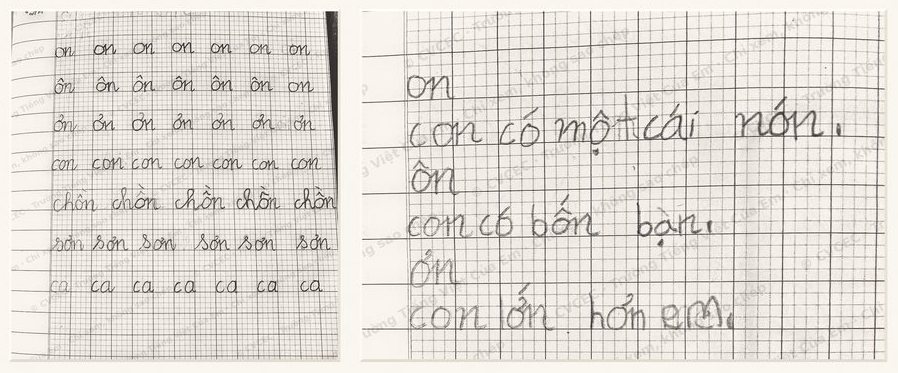 on on on on on on on
ôn ôn ôn ôn ôn ôn on
ơn ơn ơn ơn ơn ơn ơn
con con con con con con con
chồn chồn chồn chồn chồn
sơn sơn sơn sơn sơn sơn
ca ca ca ca ca ca ca
on
con có một cái nón.
ôn
con có bốn bàn.
ơn
con lớn hơn em.